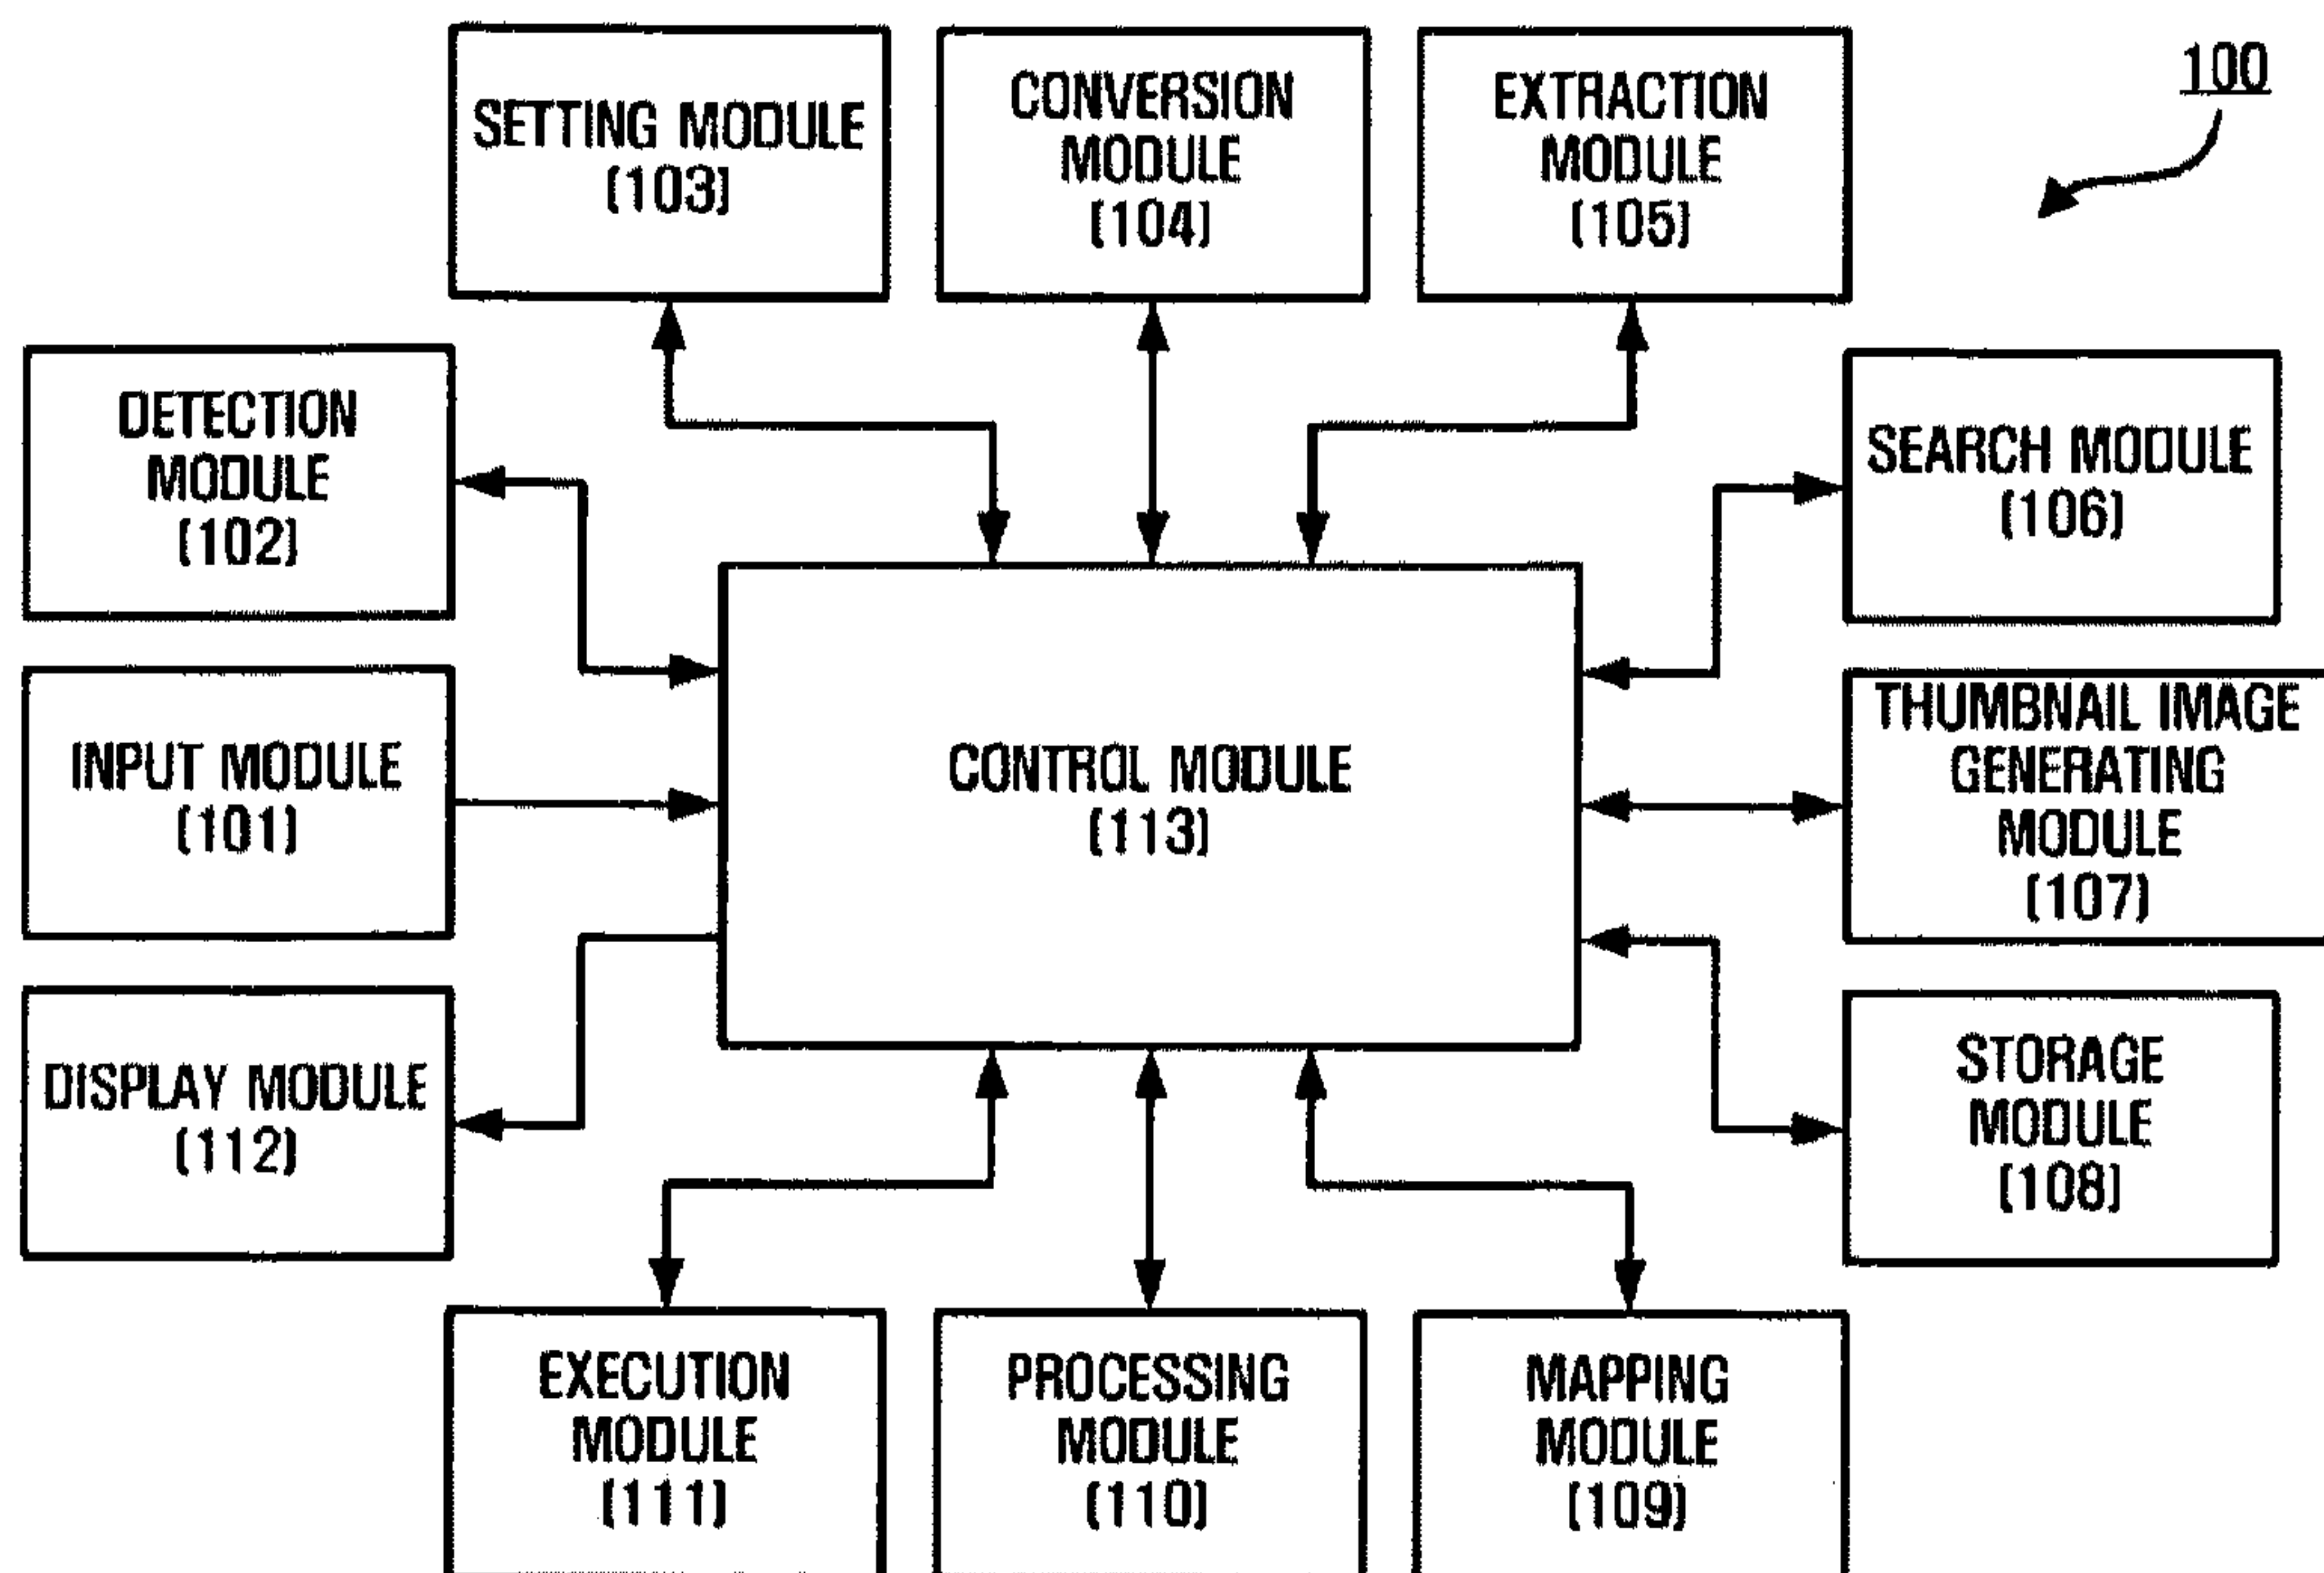 SETTING MODULE
(103)
CONVERSION
MODULE
(104)
EXTRACTION
MODULE
(105)
100
DETECTION
MODULE
(102)
SEARCH MODULE
(106)
INPUT MODULE
(101)
CONTROL MODULE
(113)
THUMBNAIL IMAGE
GENERATING
MODULE
(107)
DISPLAY MODULE
(112)
STORAGE
MODULE
(108)
EXECUTION
MODULE
(111)
PROCESSING
MODULE
(110)
MAPPING
MODULE
(109)